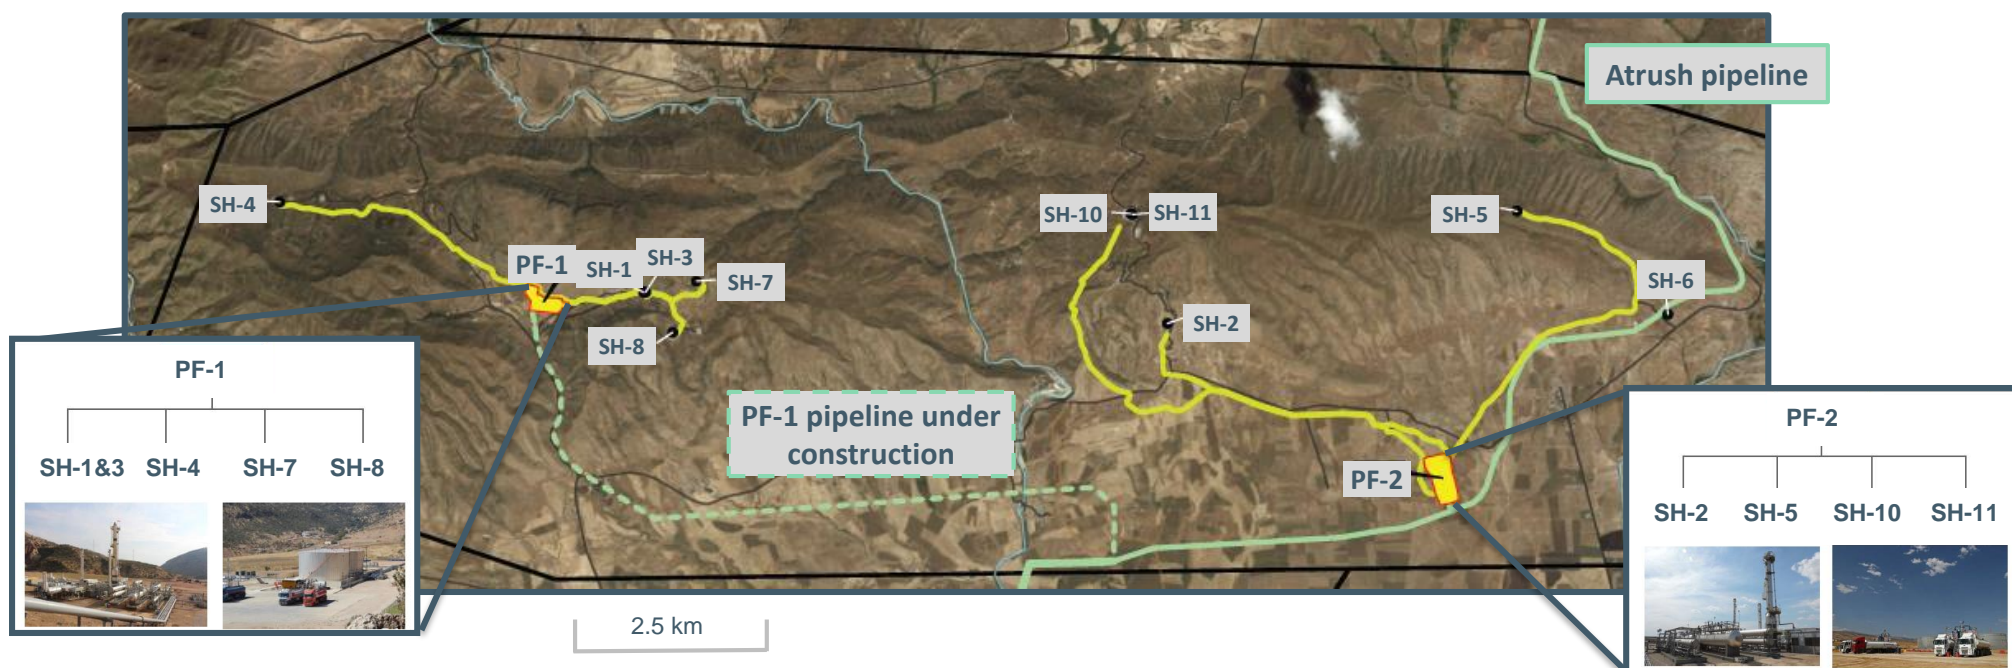 Atrush pipeline
SH-4
SH-10
SH-11
SH-5
PF-1
SH-1
SH-3
SH-7
SH-6
SH-2
SH-8
PF-1 pipeline under
construction
PF-2
PF-1
SH-1&3 SH-4 SH-7 SH-8
PF-2
SH-2 SH-5 SH-10 SH-11
2.5 km